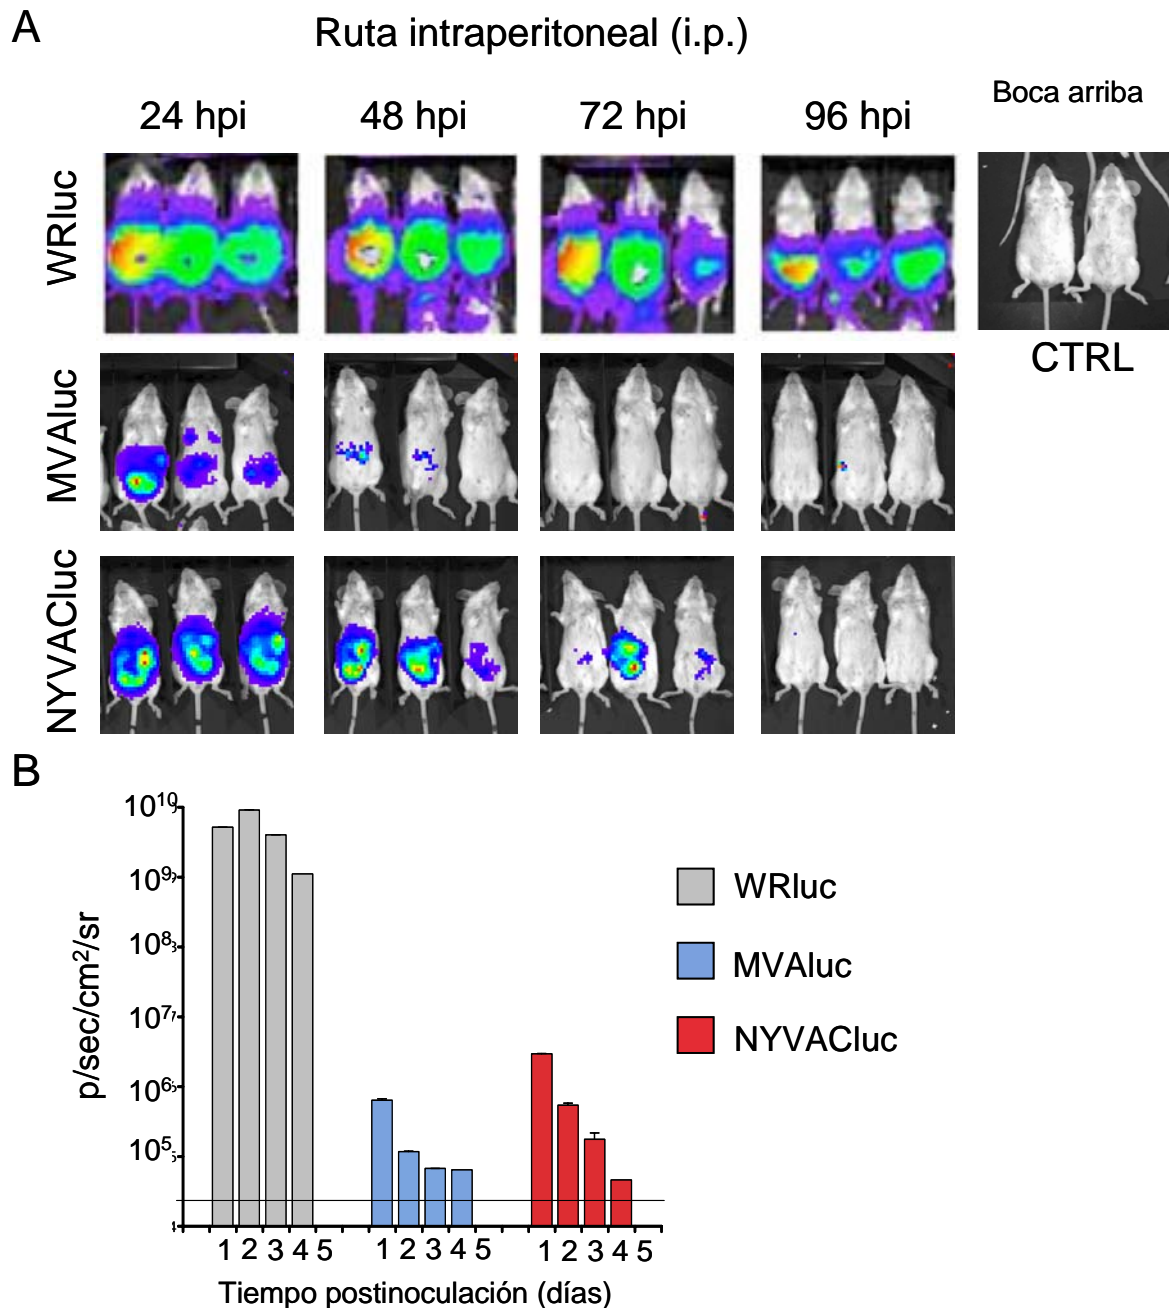 A
Ruta intraperitoneal (i.p.)
24 hpi 48 hpi 72 hpi 96 hpi Boca arriba
WRluc
CTRL
MVAluc
NYVACluc
B
p/sec/cm²/sr
10¹⁰
10⁹
10⁸
10⁷
10⁶
10⁵
WRluc
MVAluc
NYVACluc
1 2 3 4 5 1 2 3 4 5 1 2 3 4 5
Tiempo postinoculación (días)